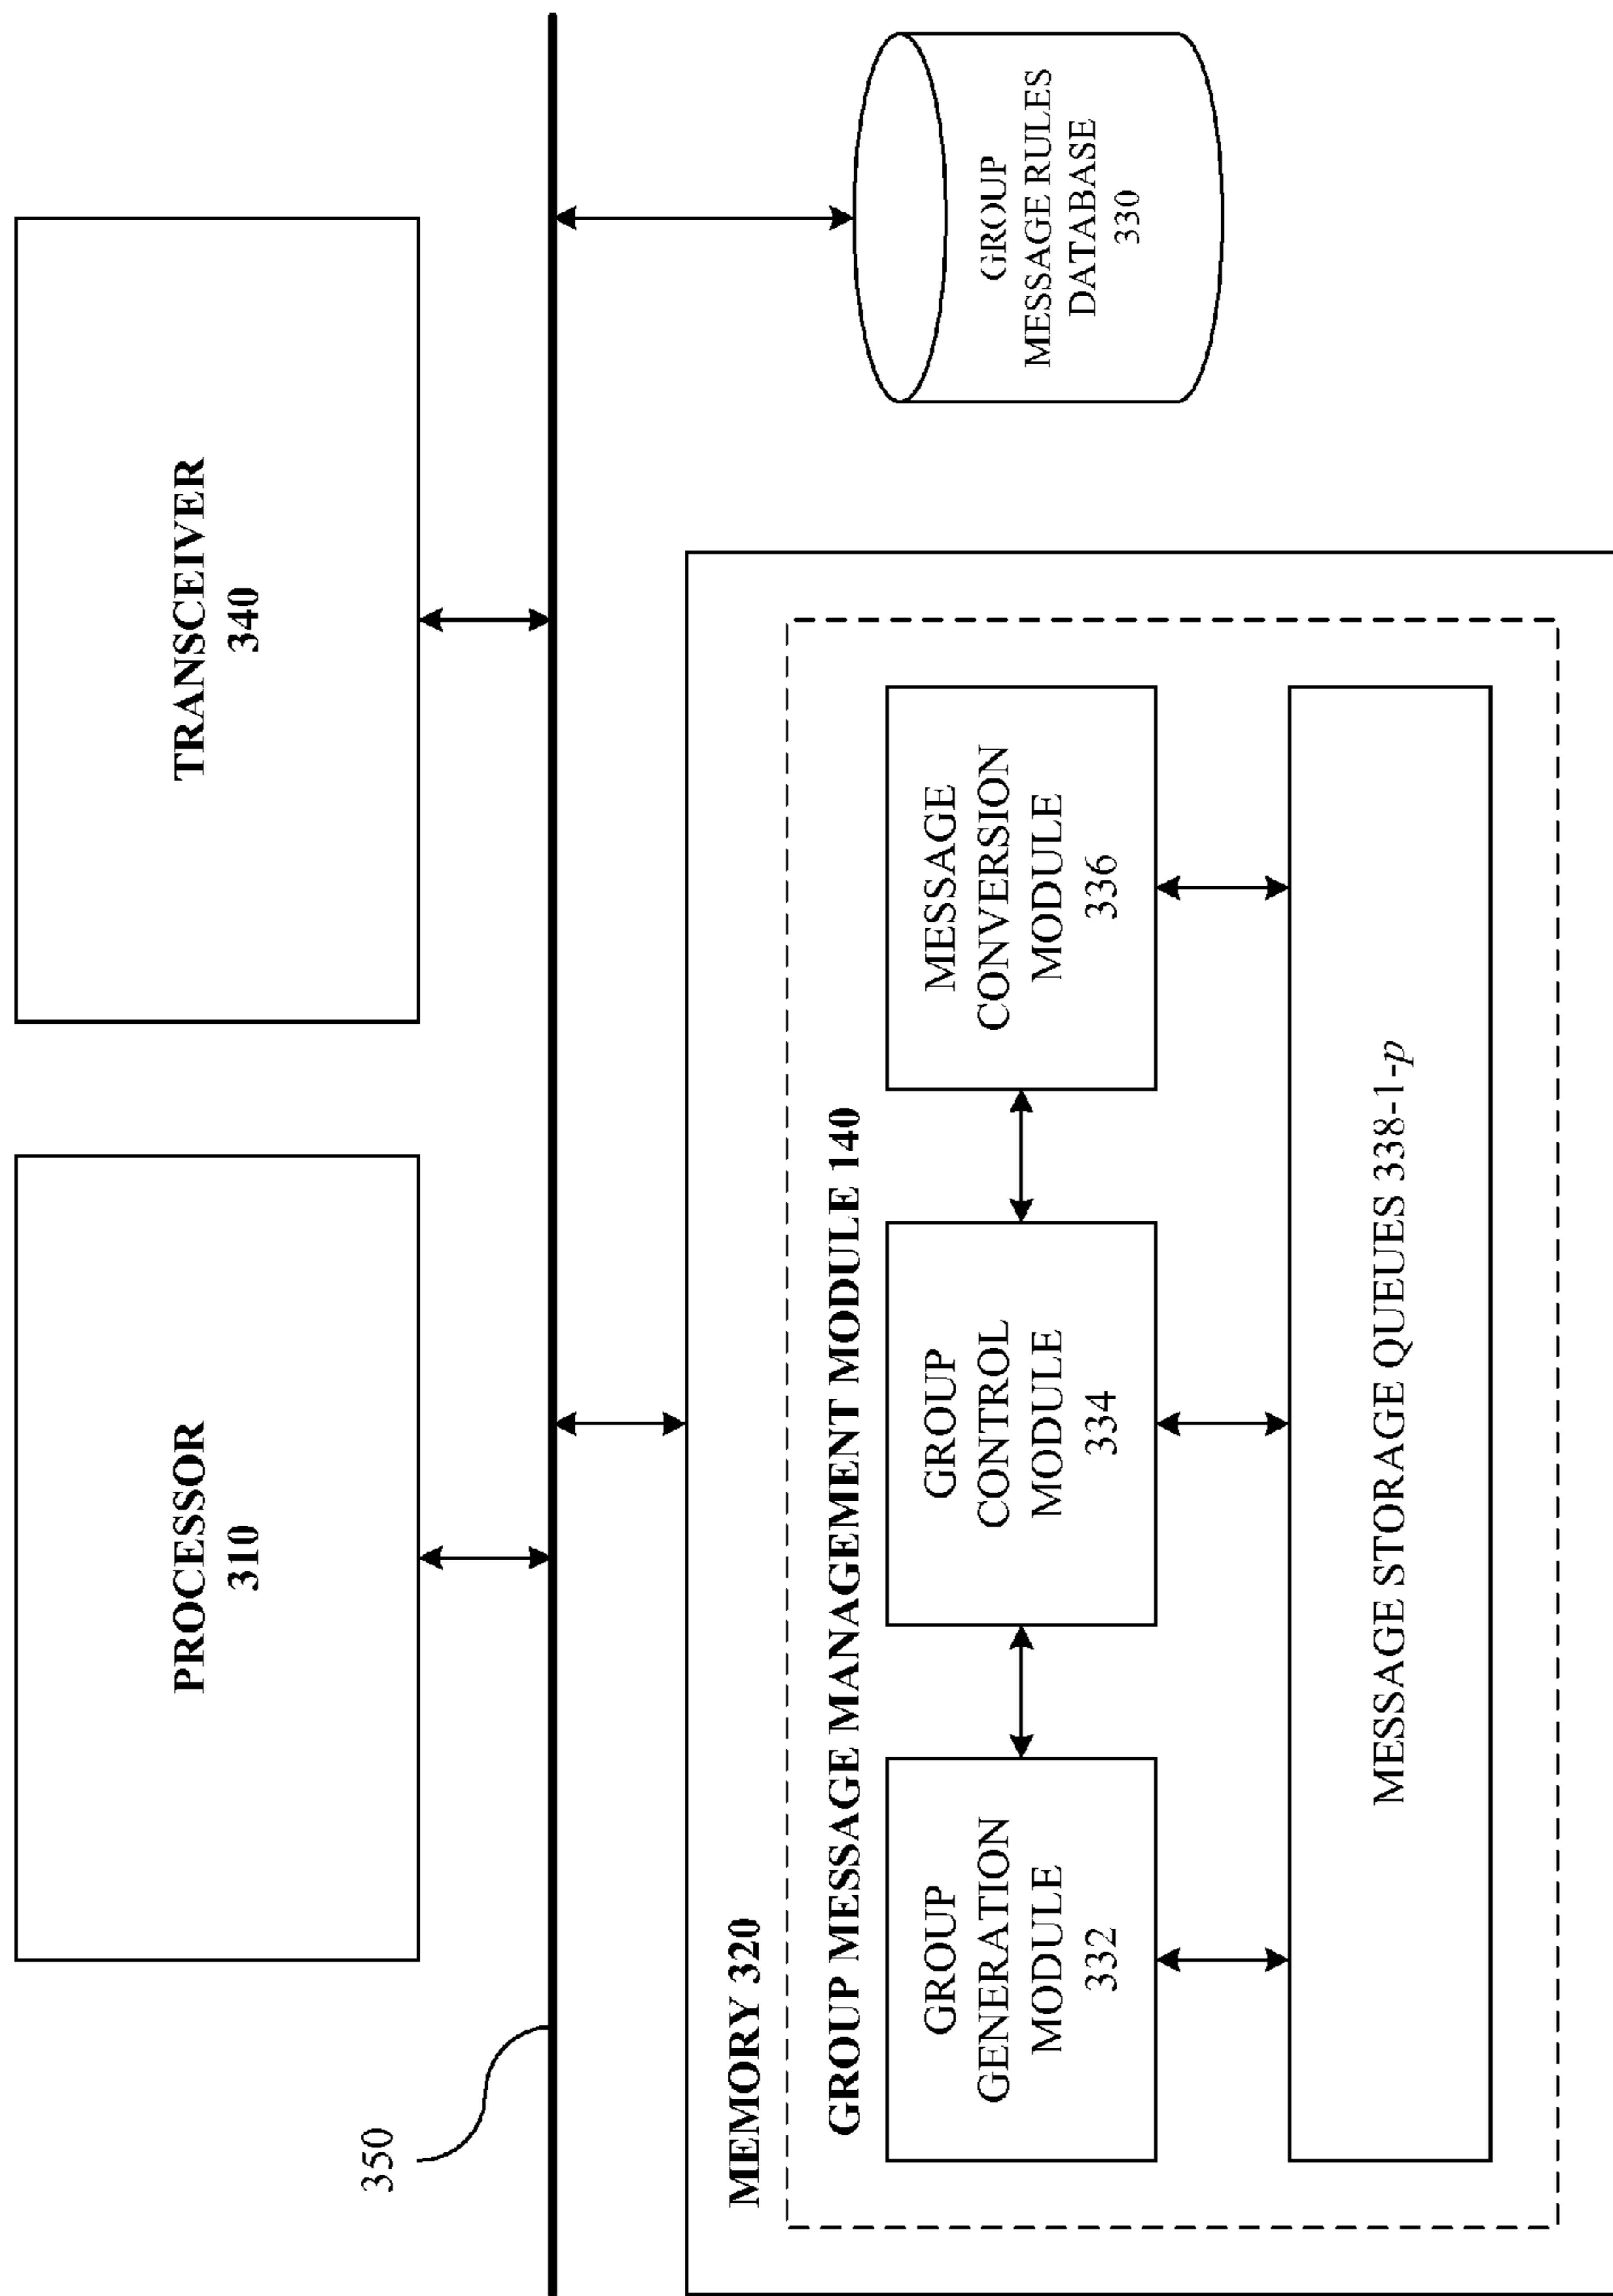 PROCESSOR
310
TRANSCEIVER
340
350
MEMORY 320
GROUP MESSAGE MANAGEMENT MODULE 140
GROUP
GENERATION
MODULE
332
GROUP
CONTROL
MODULE
334
MESSAGE
CONVERSION
MODULE
336
MESSAGE STORAGE QUEUES 338-1-p
GROUP
MESSAGE RULES
DATABASE
330